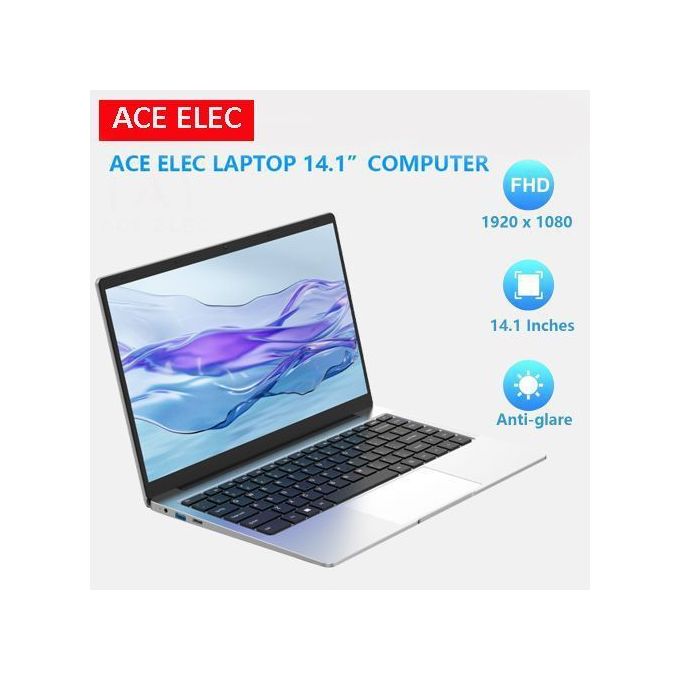 ACE ELEC
ACE ELEC LAPTOP 14.1” COMPUTER
FHD
1920 x 1080
14.1 Inches
Anti-glare